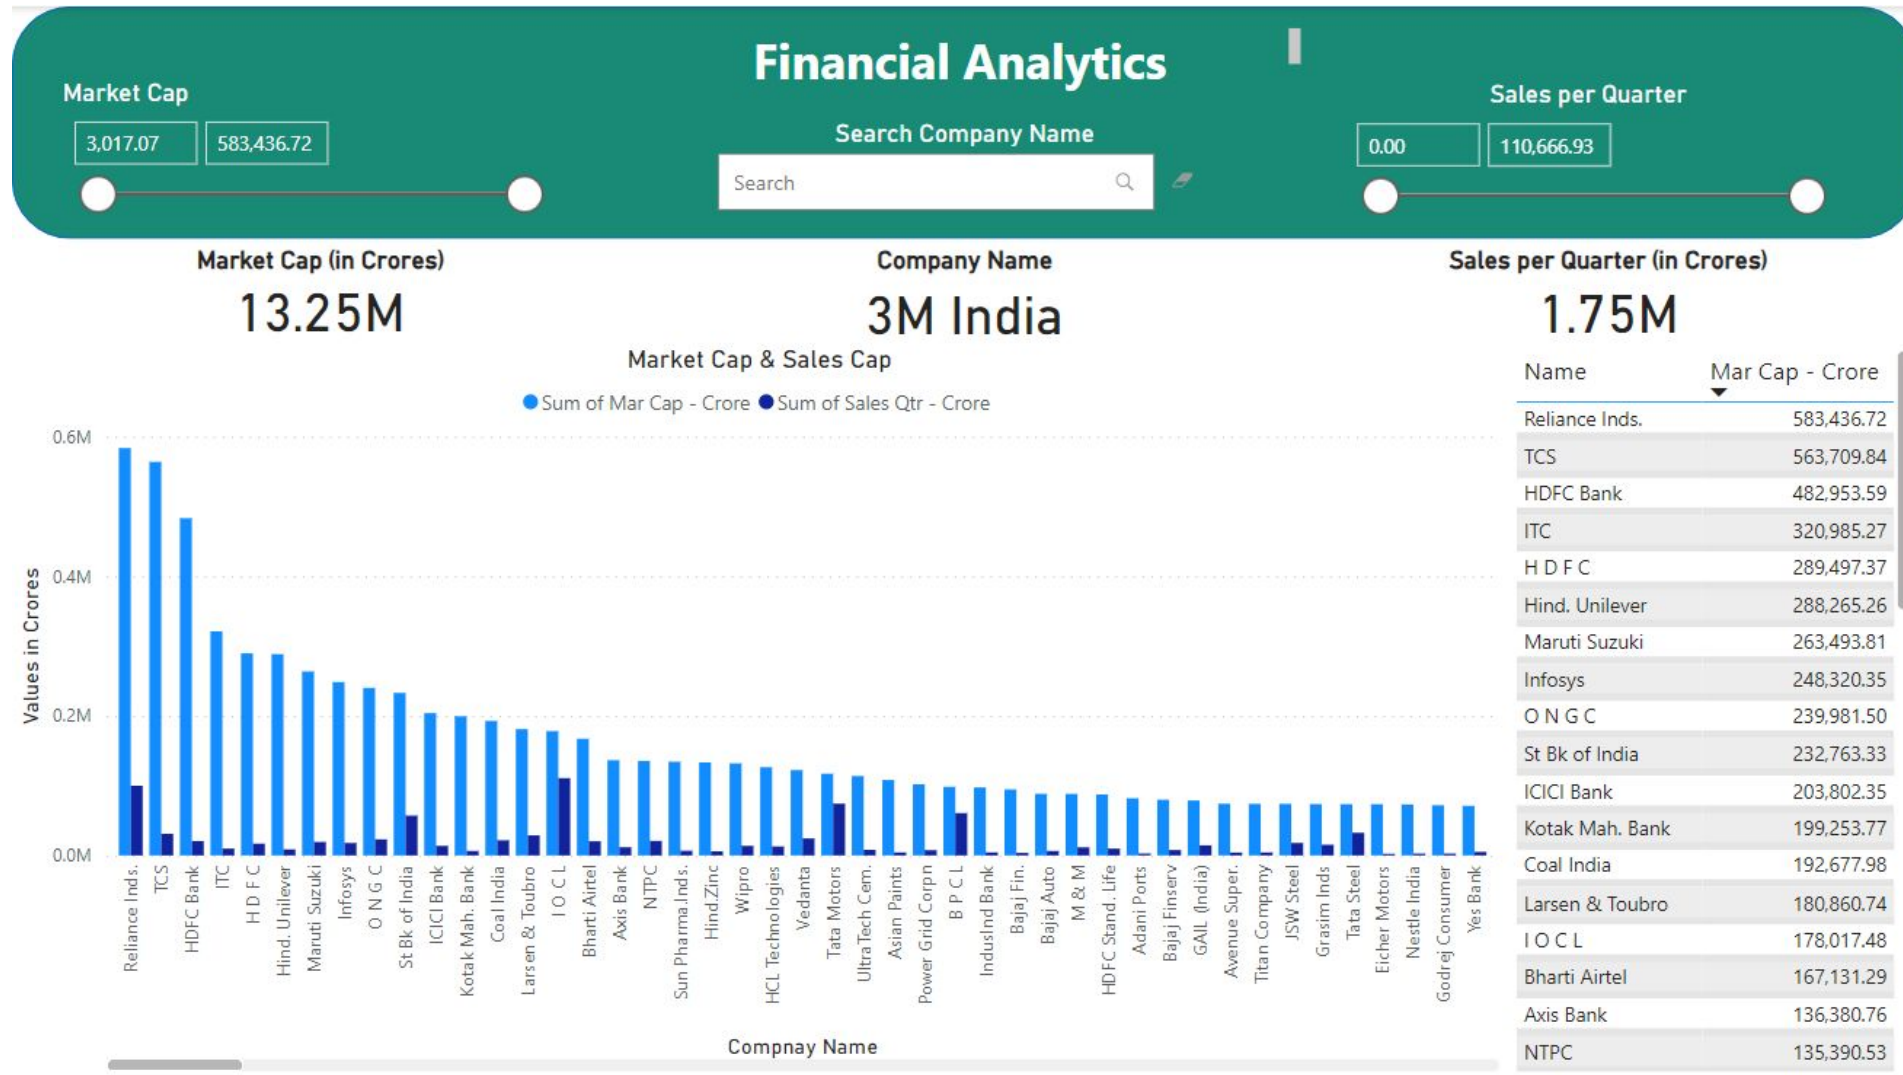 Financial Analytics
Market Cap
3,017.07 583,436.72
Search Company Name
Search
Sales per Quarter
0.00 110,666.93
Market Cap (in Crores)
13.25M
Company Name
3M India
Sales per Quarter (in Crores)
1.75M
Market Cap & Sales Cap
Sum of Mar Cap - Crore Sum of Sales Qtr - Crore
Values in Crores
0.6M
0.4M
0.2M
0.0M
Reliance Inds.
TCS
HDFC Bank
ITC
H D F C
Hind. Unilever
Maruti Suzuki
Infosys
O N G C
St Bk of India
ICICI Bank
Kotak Mah. Bank
Coal India
Larsen & Toubro
I O C L
Bharti Airtel
Axis Bank
NTPC
Sun Pharma.Inds.
Hind.Zinc
Wipro
HCL Technologies
Vedanta
Tata Motors
UltraTech Cem.
Asian Paints
Power Grid Corpn
B P C L
IndusInd Bank
Bajaj Fin.
Bajaj Auto
M & M
HDFC Stand. Life
Adani Ports
Bajaj Finserv
GAIL (India)
Avenue Super.
Titan Company
JSW Steel
Grasim Inds
Tata Steel
Eicher Motors
Nestle India
Godrej Consumer
Yes Bank
Compnay Name
Name Mar Cap - Crore
Reliance Inds. 583,436.72
TCS 563,709.84
HDFC Bank 482,953.59
ITC 320,985.27
H D F C 289,497.37
Hind. Unilever 288,265.26
Maruti Suzuki 263,493.81
Infosys 248,320.35
O N G C 239,981.50
St Bk of India 232,763.33
ICICI Bank 203,802.35
Kotak Mah. Bank 199,253.77
Coal India 192,677.98
Larsen & Toubro 180,860.74
I O C L 178,017.48
Bharti Airtel 167,131.29
Axis Bank 136,380.76
NTPC 135,390.53